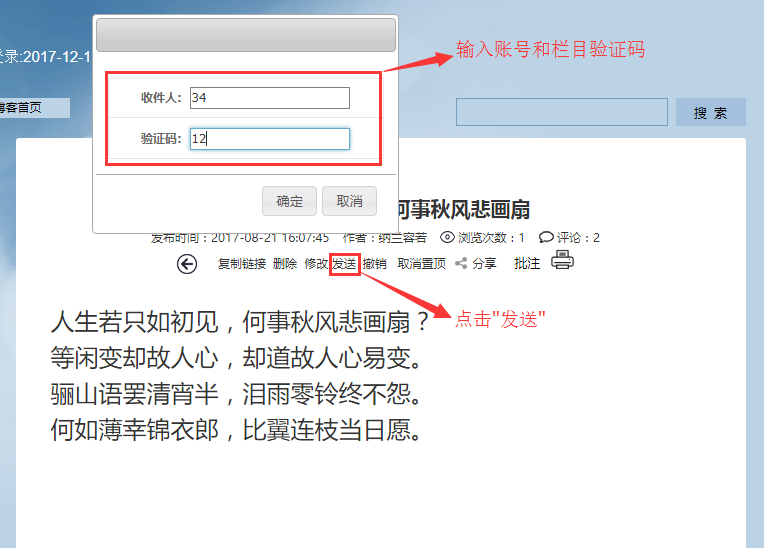 登录:2017-12-1
输入账号和栏目验证码
收件人: 34
博客首页
搜 索
验证码: 12
确定 取消
何事秋风悲画扇
发布时间：2017-08-21 16:07:45 作者：纳兰容若 浏览次数：1 评论：2
复制链接 删除 修改 发送 撤销 取消置页 分享 批注
点击"发送"
人生若只如初见，何事秋风悲画扇？
等闲变却故人心，却道故人心易变。
骊山语罢清宵半，泪雨零铃终不怨。
何如薄幸锦衣郎，比翼连枝当日愿。